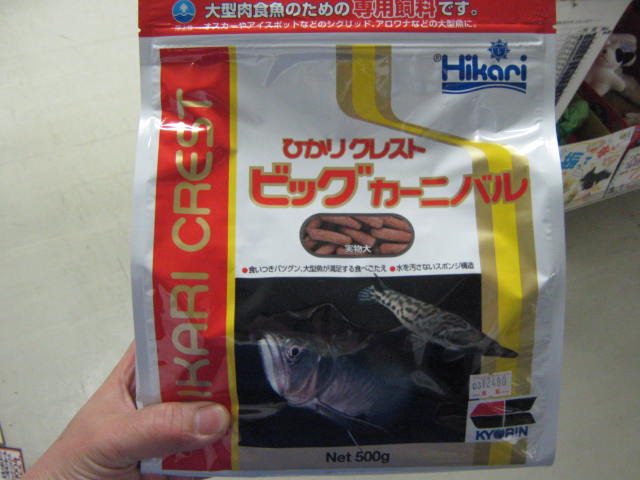 大型肉食魚のための専用飼料です。
オスカーやアイスポットなどのシクリッド、アロワナなどの大型魚に。
®Hikari
HIKARI CREST
ひかりクレスト
ビッグカーニバル
実物大
●食いつきバツグン、大型魚が満足する食べごたえ ●水を汚さないスポンジ構造
KYORIN
Net 500g